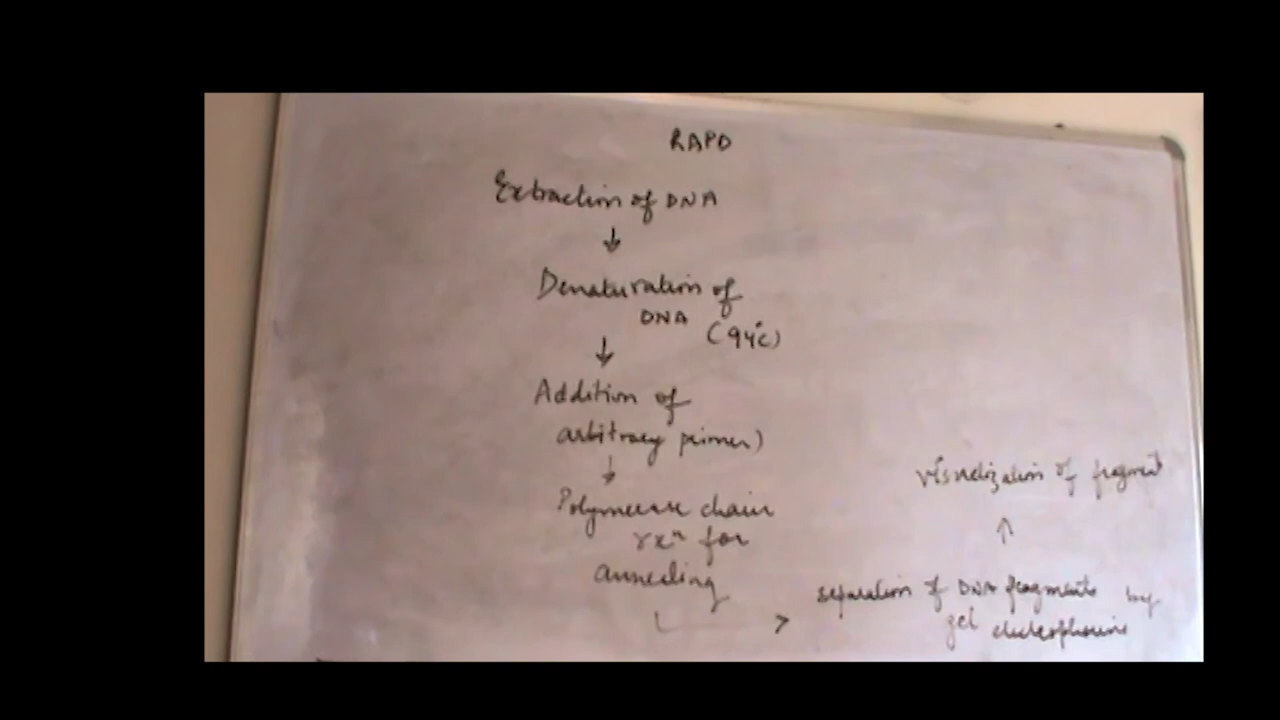 RAPD
Extraction of DNA
↓
Denaturation of
DNA (94°C)
↓
Addition of
arbitrary primer)
↓
Polymerase chain
rxⁿ for
annealing
separation of DNA fragments by
gel electrophoresis
↑
visualization of fragment